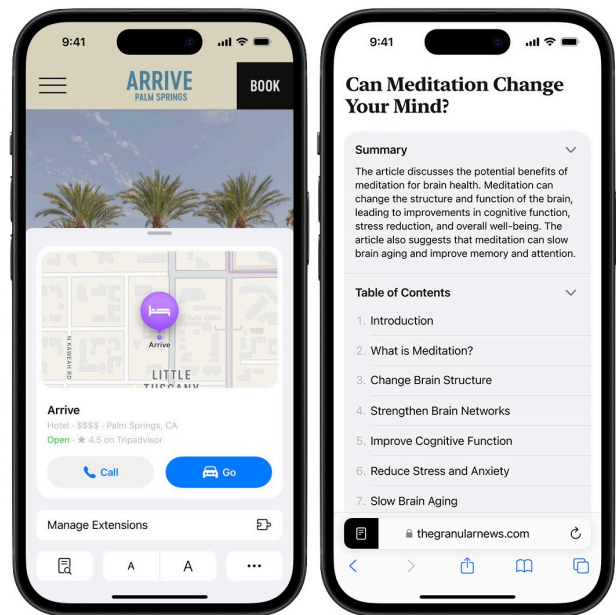 9:41
ARRIVE
PALM SPRINGS
BOOK
N KAWEAH RD
Arrive
LITTLE
TUSCANY
Arrive
Hotel · $$$$ · Palm Springs, CA
Open · ★ 4.5 on Tripadvisor
Call
Go
Manage Extensions
A
A
9:41
Can Meditation Change
Your Mind?
Summary
The article discusses the potential benefits of
meditation for brain health. Meditation can
change the structure and function of the brain,
leading to improvements in cognitive function,
stress reduction, and overall well-being. The
article also suggests that meditation can slow
brain aging and improve memory and attention.
Table of Contents
1. Introduction
2. What is Meditation?
3. Change Brain Structure
4. Strengthen Brain Networks
5. Improve Cognitive Function
6. Reduce Stress and Anxiety
7. Slow Brain Aging
thegranularnews.com